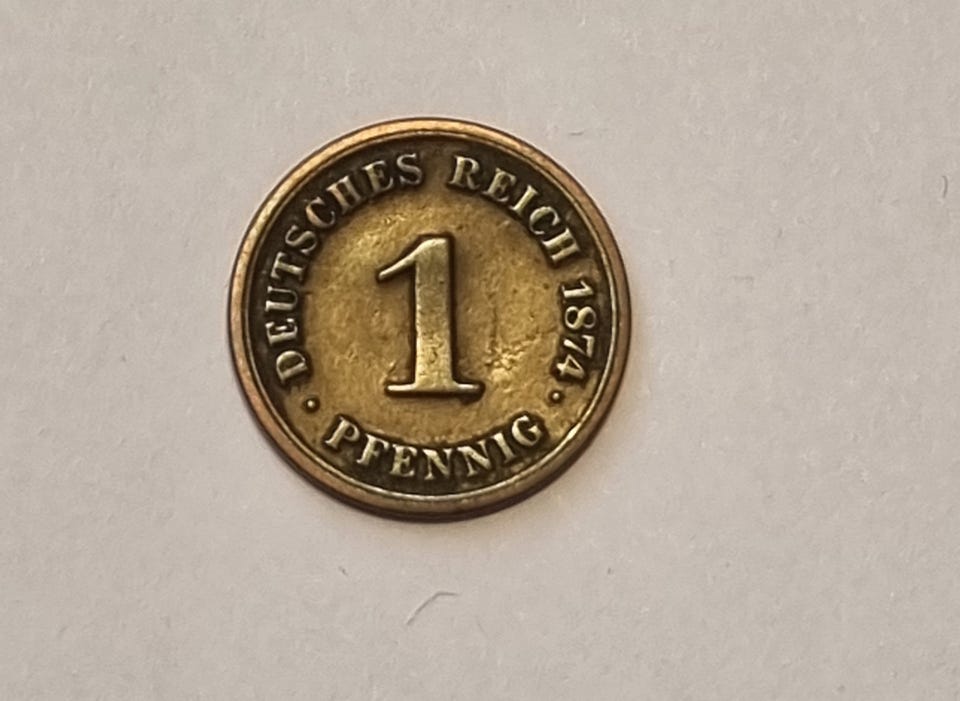 DEUTSCHES REICH 1874
1
· PFENNIG ·